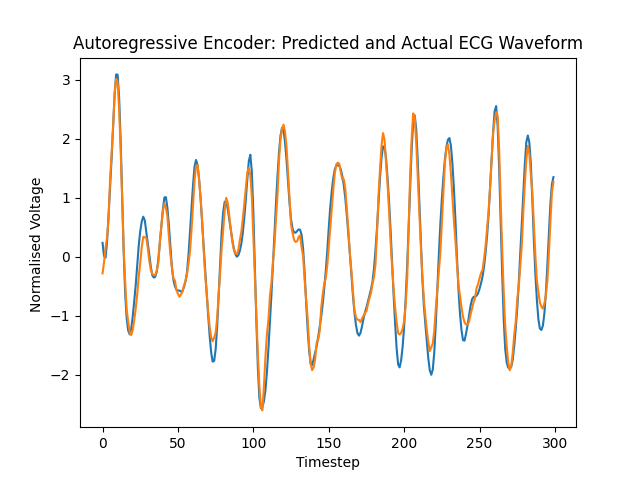 Autoregressive Encoder: Predicted and Actual ECG Waveform
3
2
1
0
−1
−2
Normalised Voltage
0 50 100 150 200 250 300
Timestep